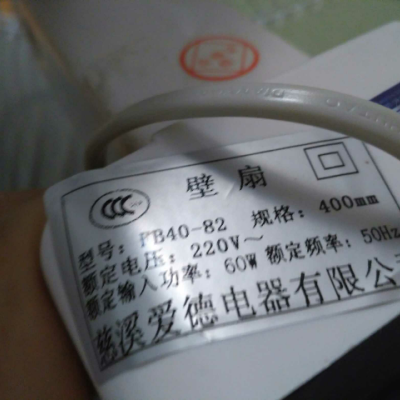 CCC 壁扇
型号：FB40-82 规格：400mm
额定电压：220V～ 额定频率：50Hz
额定输入功率：60W
慈溪爱德电器有限公